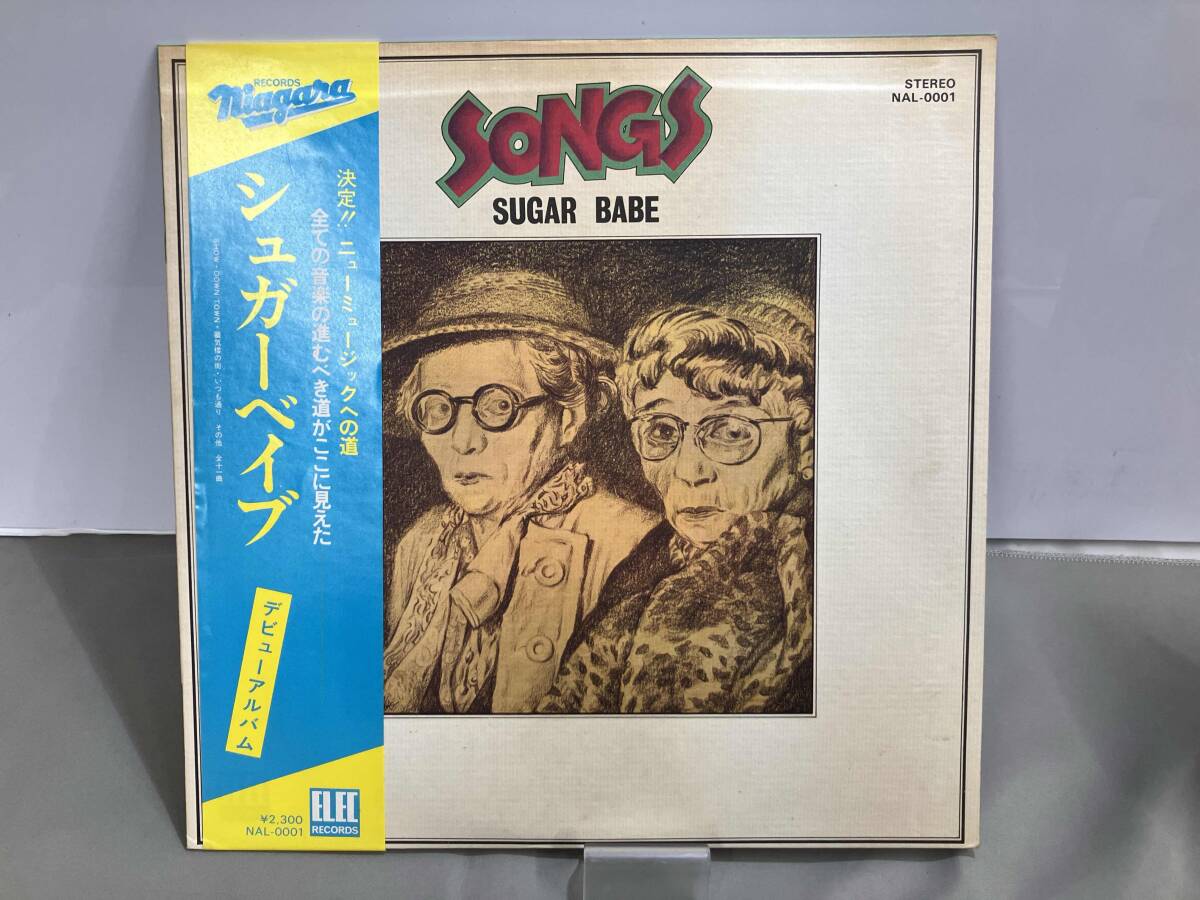 RECORDS
Niagara
決定!! ニューミュージックへの道
全ての音楽の進むべき道がここに見えた
シュガーベイブ
SHOW・DOWN TOWN・蜃気楼の街・いつも通り その他 全十一曲
デビューアルバム
¥2,300
NAL-0001
ELEC
RECORDS
SONGS
SUGAR BABE
STEREO
NAL-0001